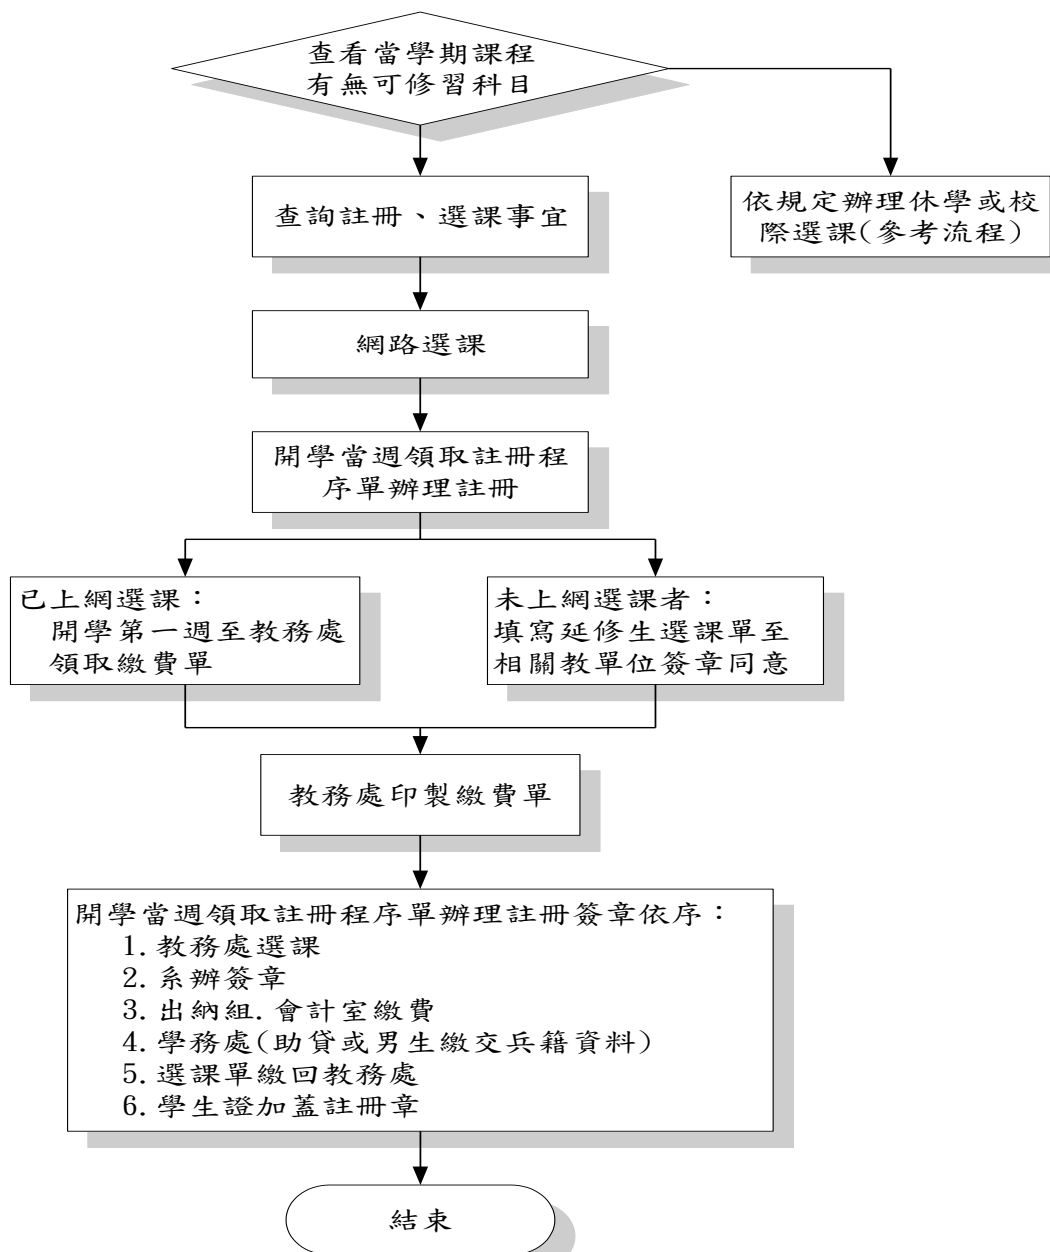 查看當學期課程
有無可修習科目
查詢註冊、選課事宜
依規定辦理休學或校
際選課(參考流程)
網路選課
開學當週領取註冊程
序單辦理註冊
已上網選課：
開學第一週至教務處
領取繳費單
未上網選課者：
填寫延修生選課單至
相關教單位簽章同意
教務處印製繳費單
開學當週領取註冊程序單辦理註冊簽章依序：
1. 教務處選課
2. 系辦簽章
3. 出納組. 會計室繳費
4. 學務處(助貸或男生繳交兵籍資料)
5. 選課單繳回教務處
6. 學生證加蓋註冊章
結束